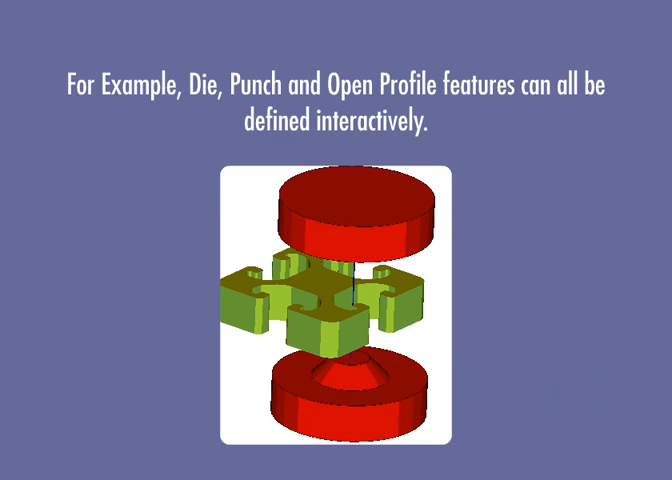 For Example, Die, Punch and Open Profile features can all be
defined interactively.